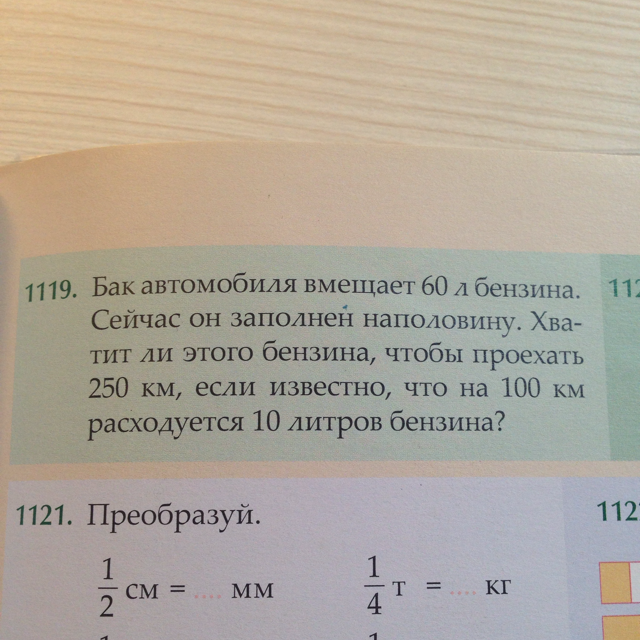 1119. Бак автомобиля вмещает 60 л бензина.
Сейчас он заполнен наполовину. Хва-
тит ли этого бензина, чтобы проехать
250 км, если известно, что на 100 км
расходуется 10 литров бензина?
1121. Преобразуй.
1/2 см = .... мм
1/4 т = .... кг